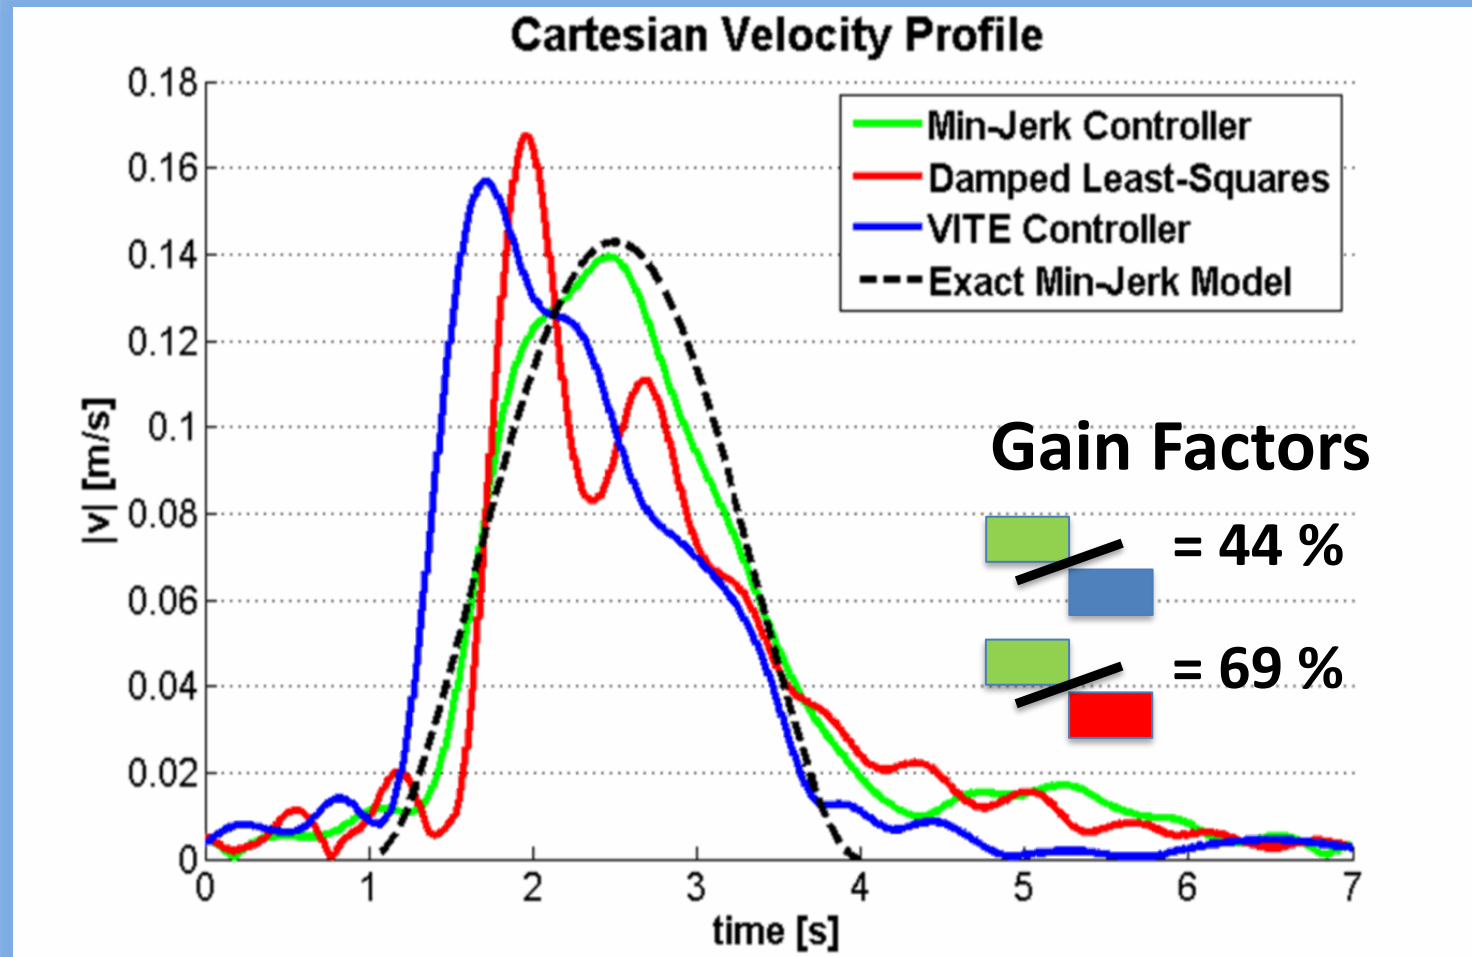 Cartesian Velocity Profile
0.18
0.16
0.14
0.12
0.1
0.08
0.06
0.04
0.02
0
|v| [m/s]
Min-Jerk Controller
Damped Least-Squares
VITE Controller
Exact Min-Jerk Model
Gain Factors
= 44 %
= 69 %
0 1 2 3 4 5 6 7
time [s]